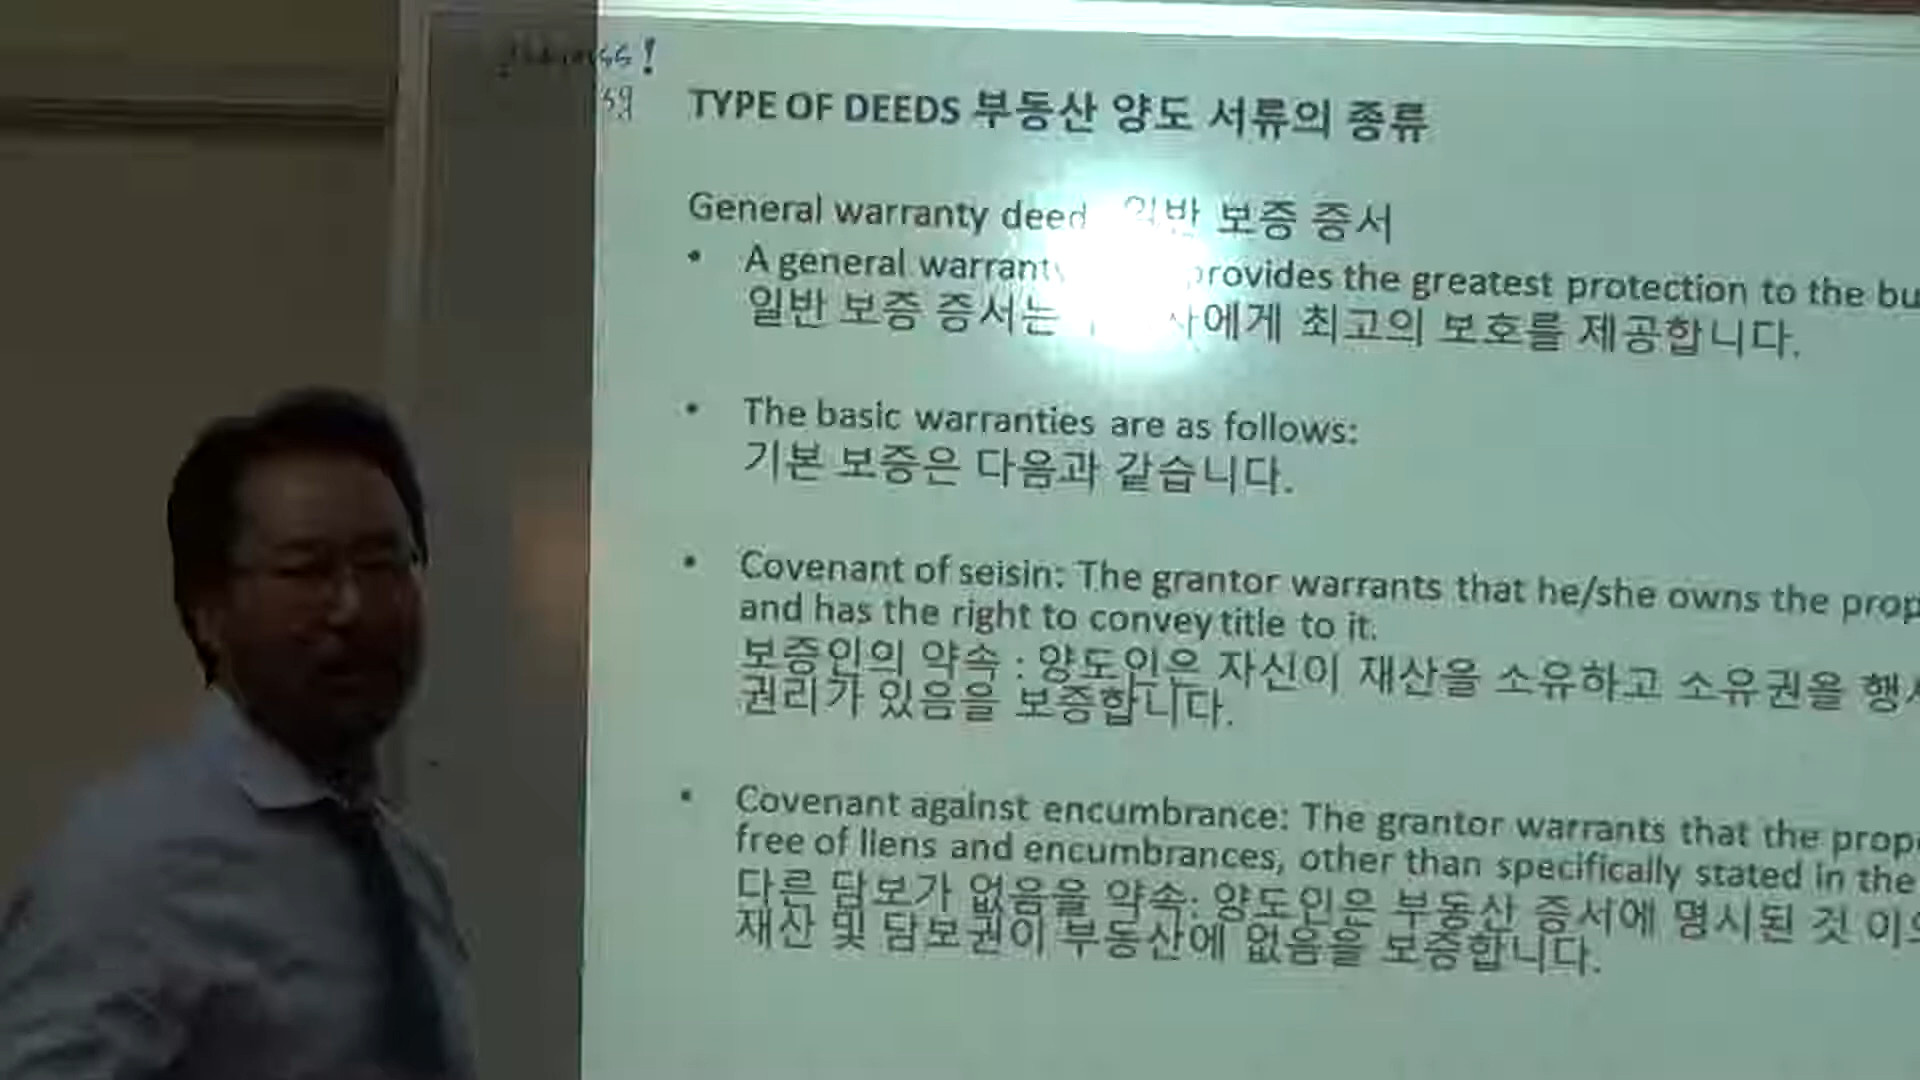 TYPE OF DEEDS 부동산 양도 서류의 종류
General warranty deed 일반 보증 증서
• A general warranty provides the greatest protection to the
일반 보증 증서는 에게 최고의 보호를 제공합니다.
• The basic warranties are as follows:
기본 보증은 다음과 같습니다.
• Covenant of seisin: The grantor warrants that he/she owns the
and has the right to convey title to it.
보증인의 약속 : 양도인은 자신이 재산을 소유하고 소유권을
권리가 있음을 보증합니다.
• Covenant against encumbrance: The grantor warrants that the
free of liens and encumbrances, other than specifically stated in the
다른 담보가 없음을 약속: 양도인은 부동산 증서에 명시된 것
재산 및 담보권이 부동산에 없음을 보증합니다.